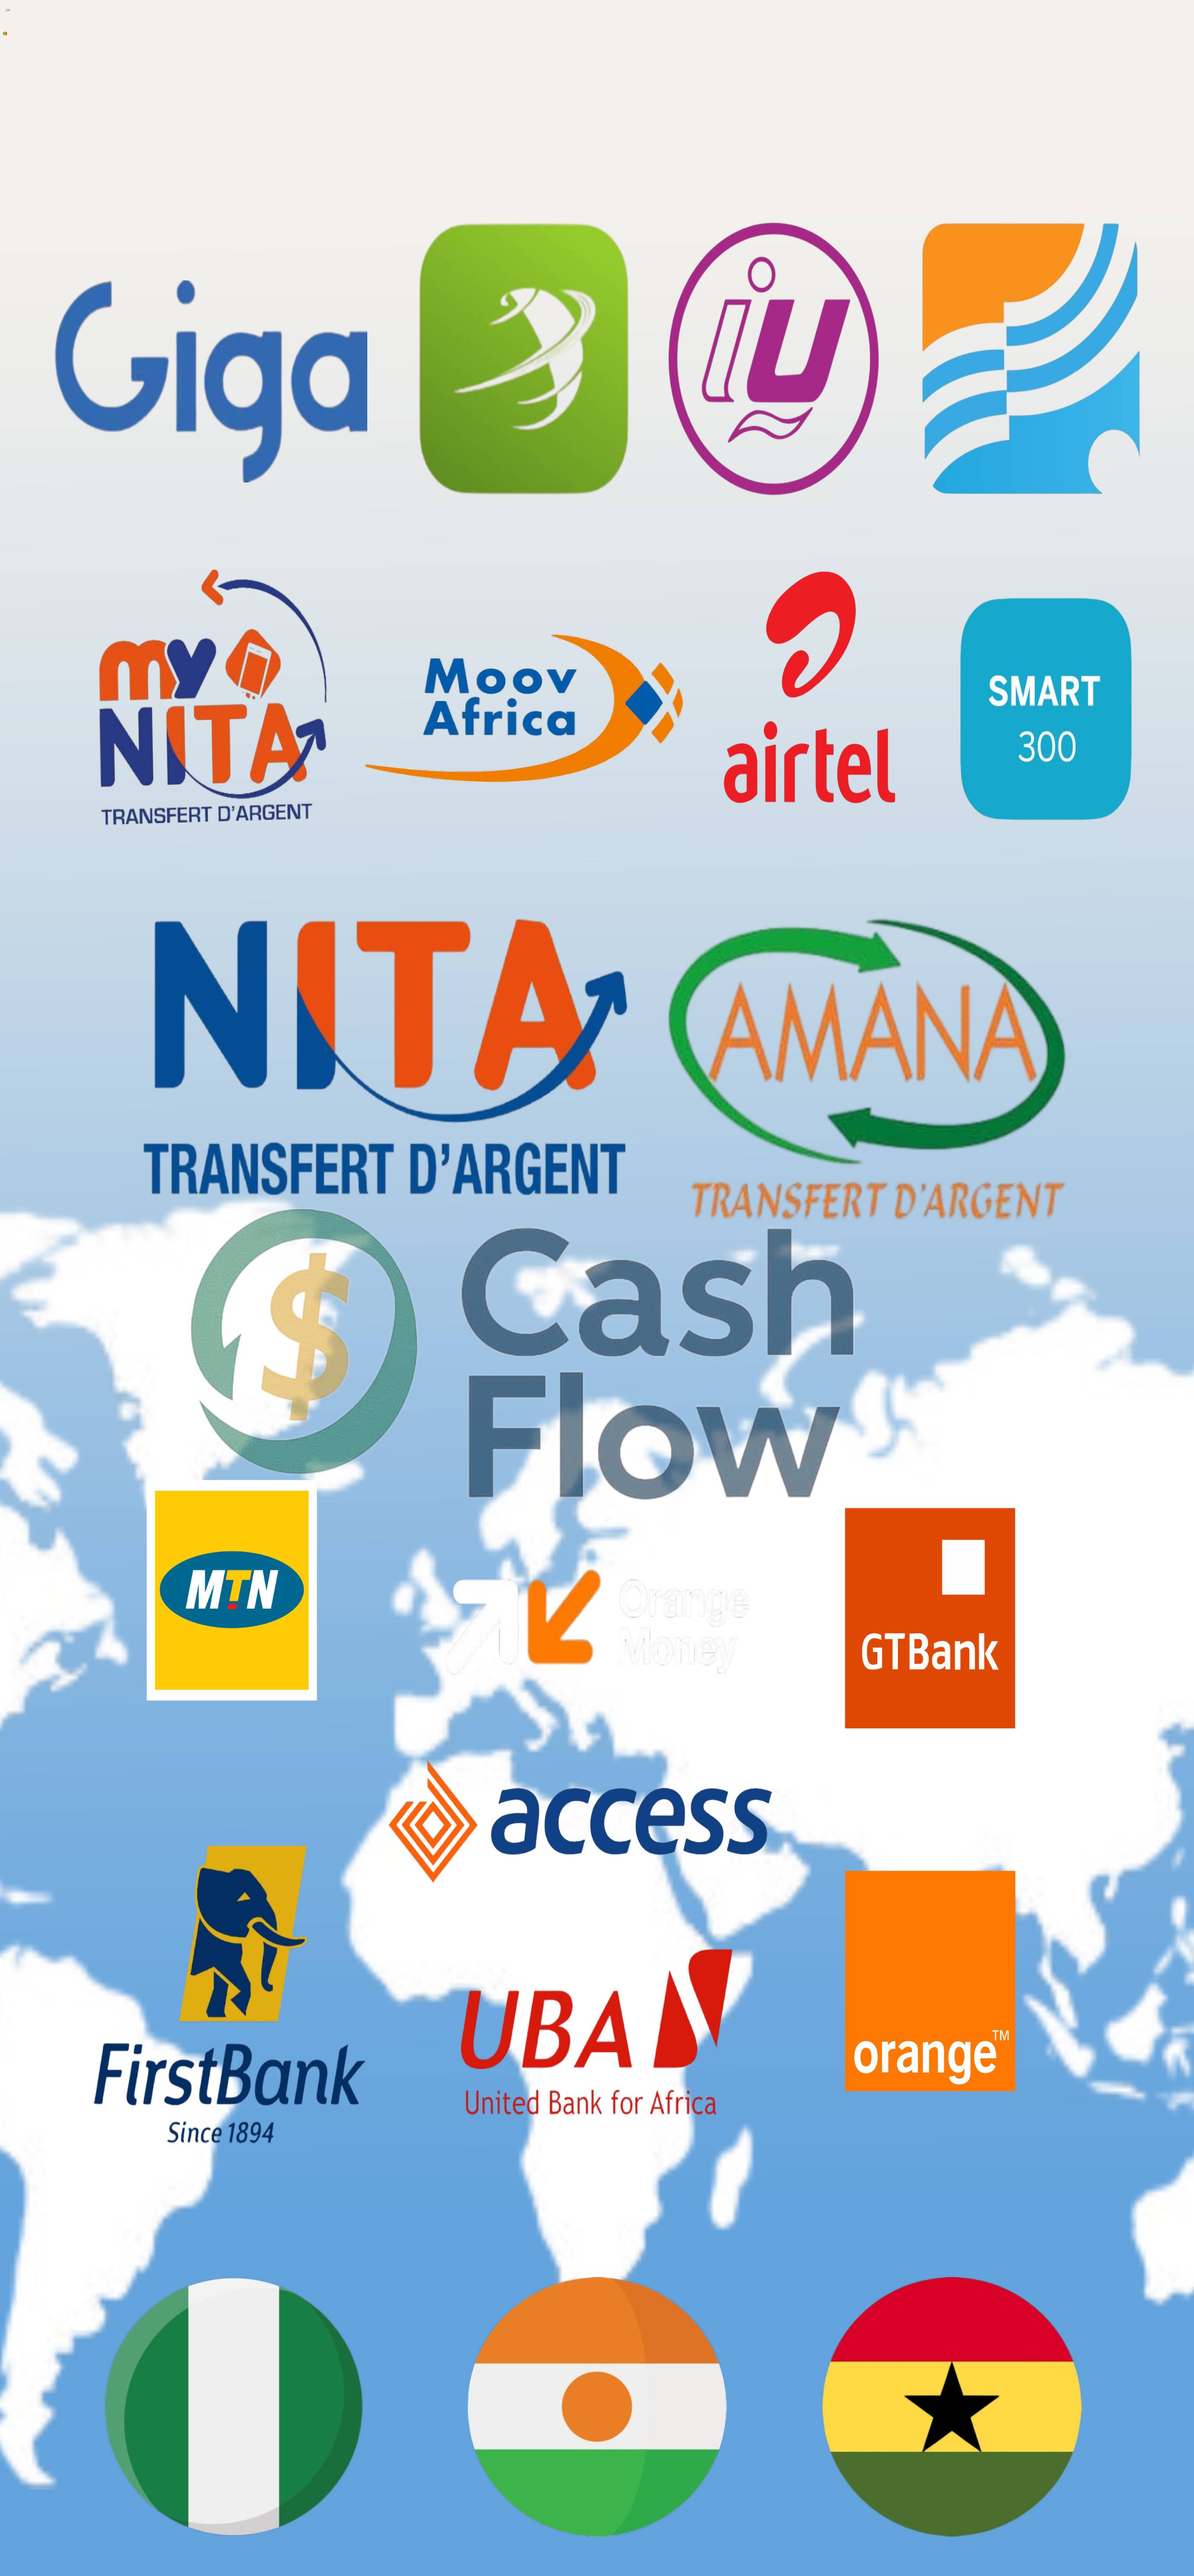 Giga
iU
my
NITA
TRANSFERT D'ARGENT
Moov
Africa
airtel
SMART
300
NITA
TRANSFERT D'ARGENT
AMANA
TRANSFERT D'ARGENT
Cash
Flow
MTN
Orange
Money
GTBank
access
FirstBank
Since 1894
UBA
United Bank for Africa
orange™